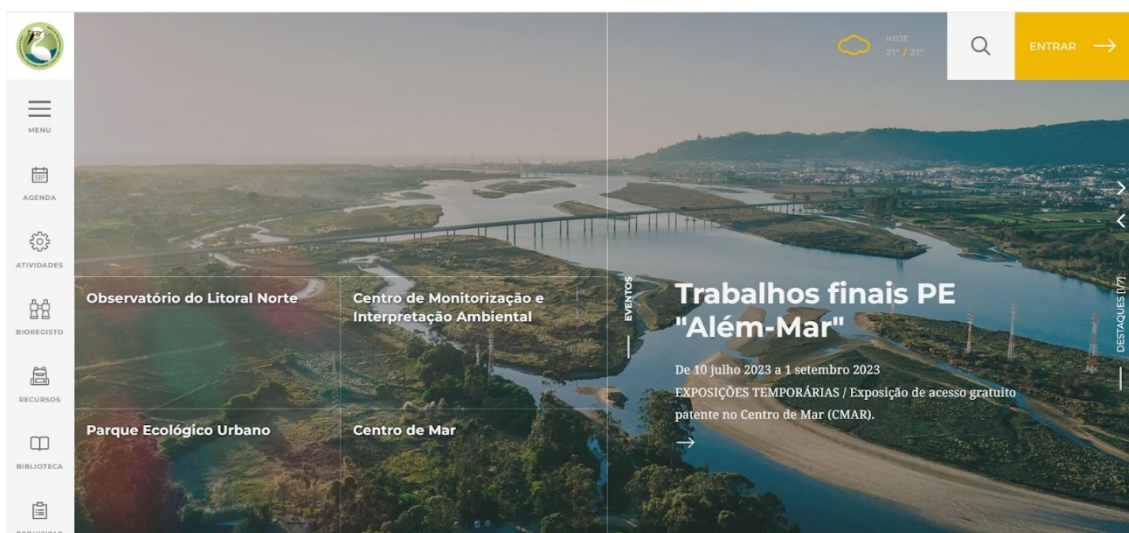 HOJE
21° / 21°
ENTRAR
MENU
AGENDA
ATIVIDADES
BIOREGISTO
RECURSOS
BIBLIOTECA
Observatório do Litoral Norte
Centro de Monitorização e
Interpretação Ambiental
Parque Ecológico Urbano
Centro de Mar
EVENTOS
Trabalhos finais PE
"Além-Mar"
De 10 julho 2023 a 1 setembro 2023
EXPOSIÇÕES TEMPORÁRIAS / Exposição de acesso gratuito
patente no Centro de Mar (CMAR).
DESTAQUES [1/7]